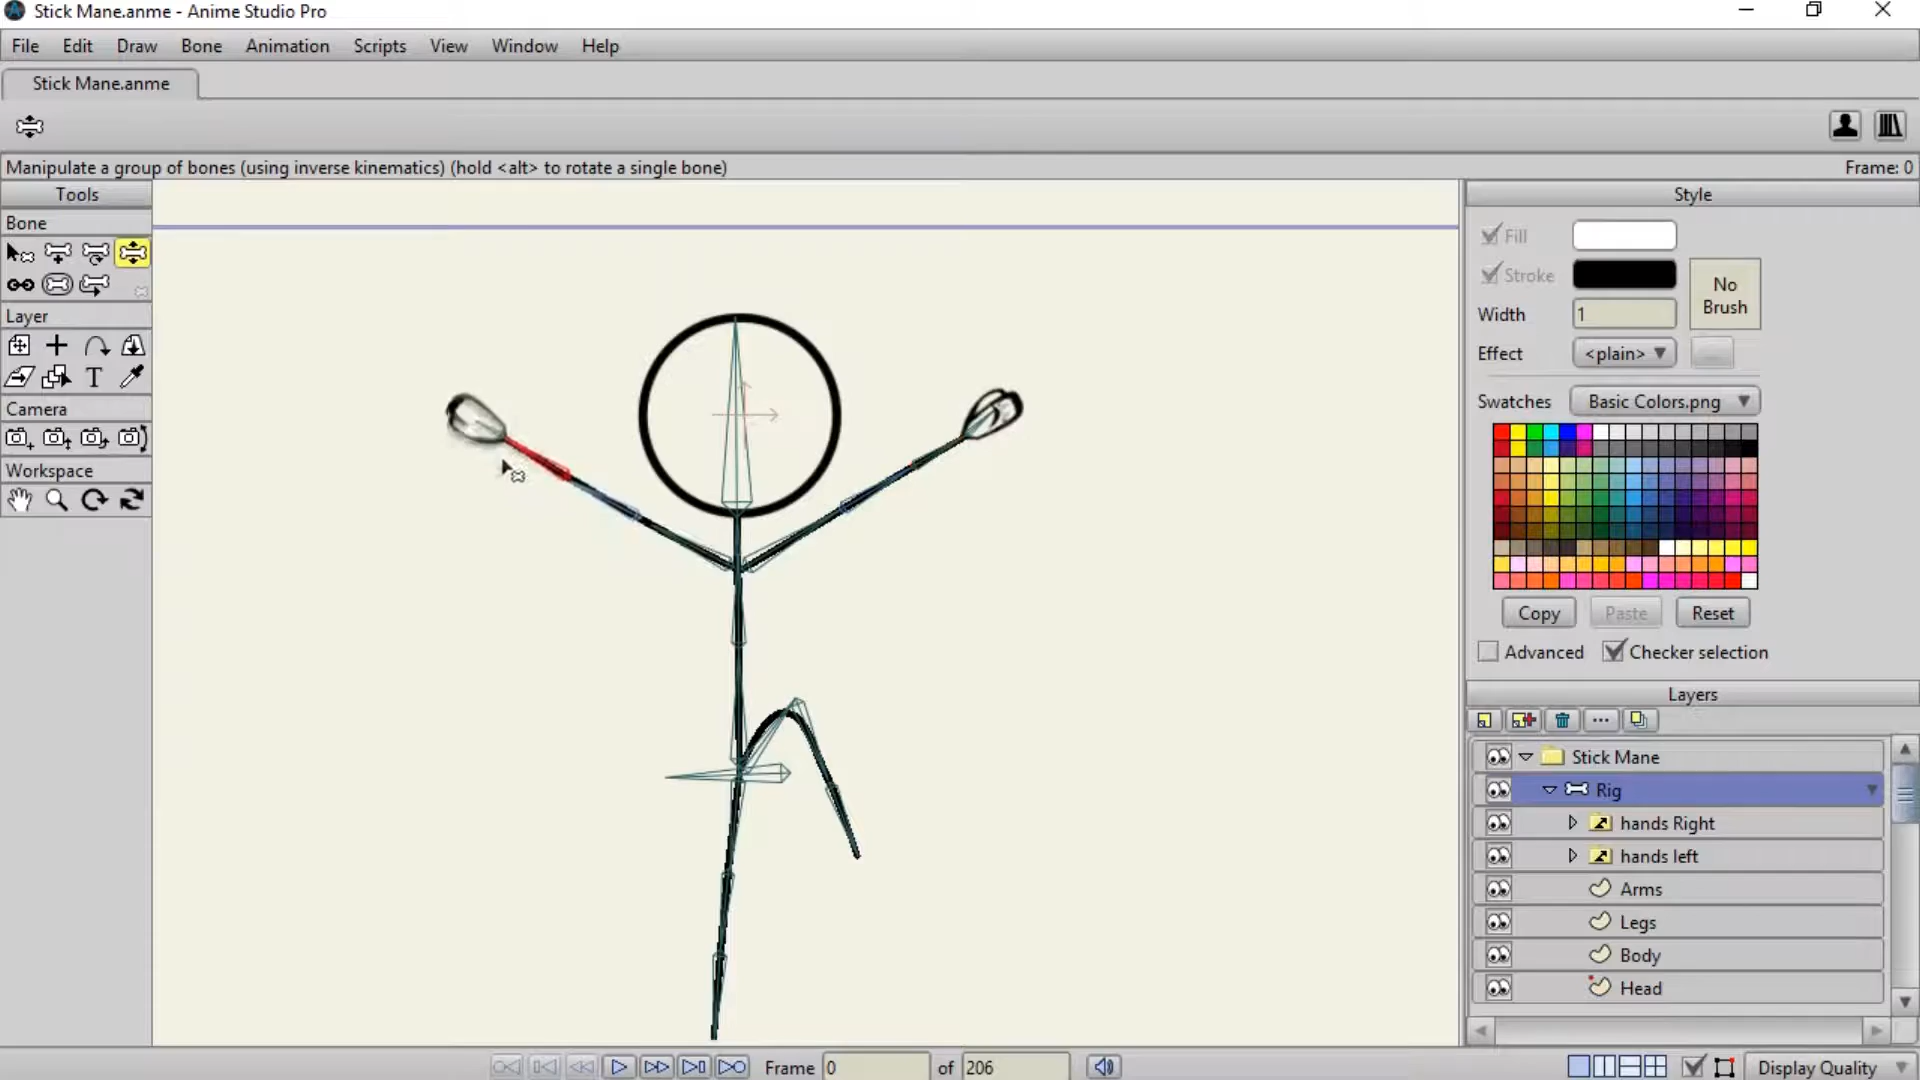 Stick Mane.anme - Anime Studio Pro
File Edit Draw Bone Animation Scripts View Window Help
Stick Mane.anme
Manipulate a group of bones (using inverse kinematics) (hold <alt> to rotate a single bone)
Frame: 0
Tools
Bone
Layer
T
Camera
Workspace
Style
Fill
Stroke
No
Brush
Width 1
Effect <plain>
Swatches Basic Colors.png
Copy Paste Reset
Advanced Checker selection
Layers
Stick Mane
Rig
hands Right
hands left
Arms
Legs
Body
Head
Frame 0 of 206
Display Quality